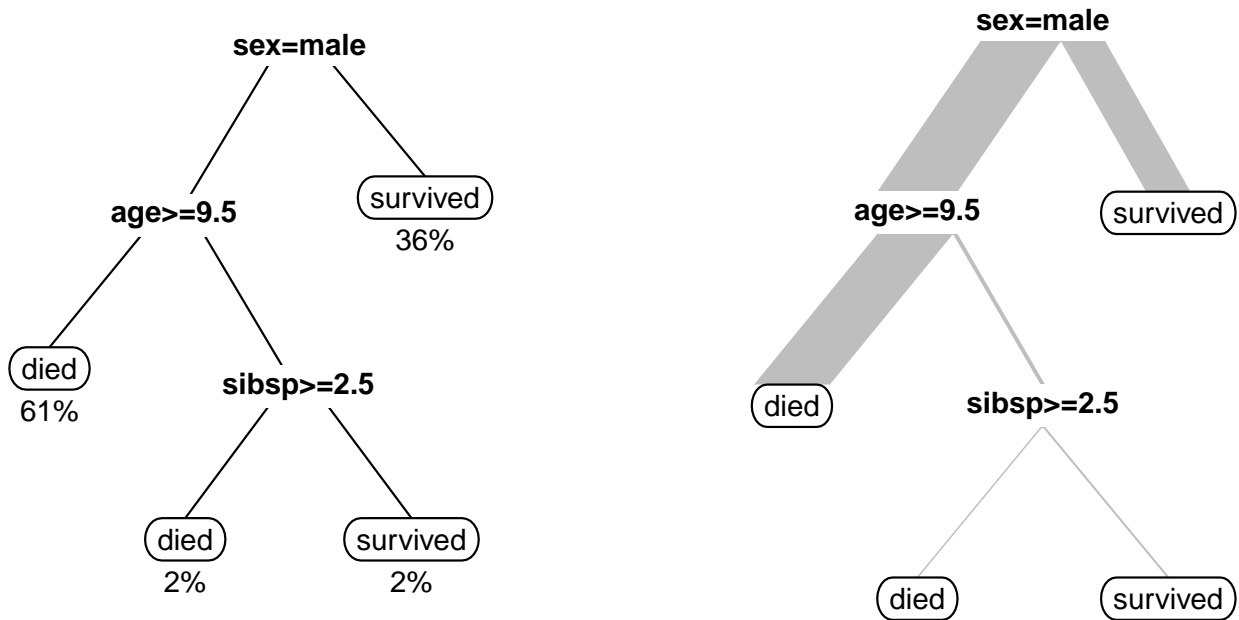 sex=male
age>=9.5
survived
36%
died
61%
sibsp>=2.5
died
2%
survived
2%
sex=male
age>=9.5
survived
died
sibsp>=2.5
died
survived